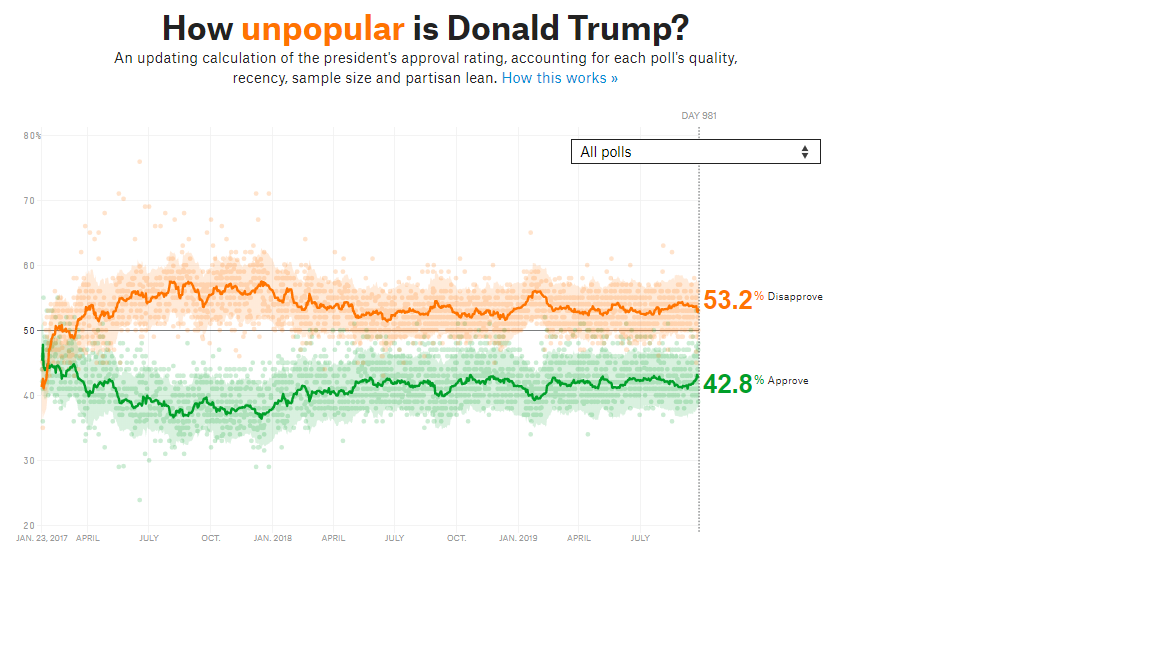 How unpopular is Donald Trump?
An updating calculation of the president's approval rating, accounting for each poll's quality,
recency, sample size and partisan lean. How this works »
DAY 981
80%
All polls
70
60
53.2% Disapprove
50
42.8% Approve
40
30
20
JAN. 23, 2017 APRIL JULY OCT. JAN. 2018 APRIL JULY OCT. JAN. 2019 APRIL JULY